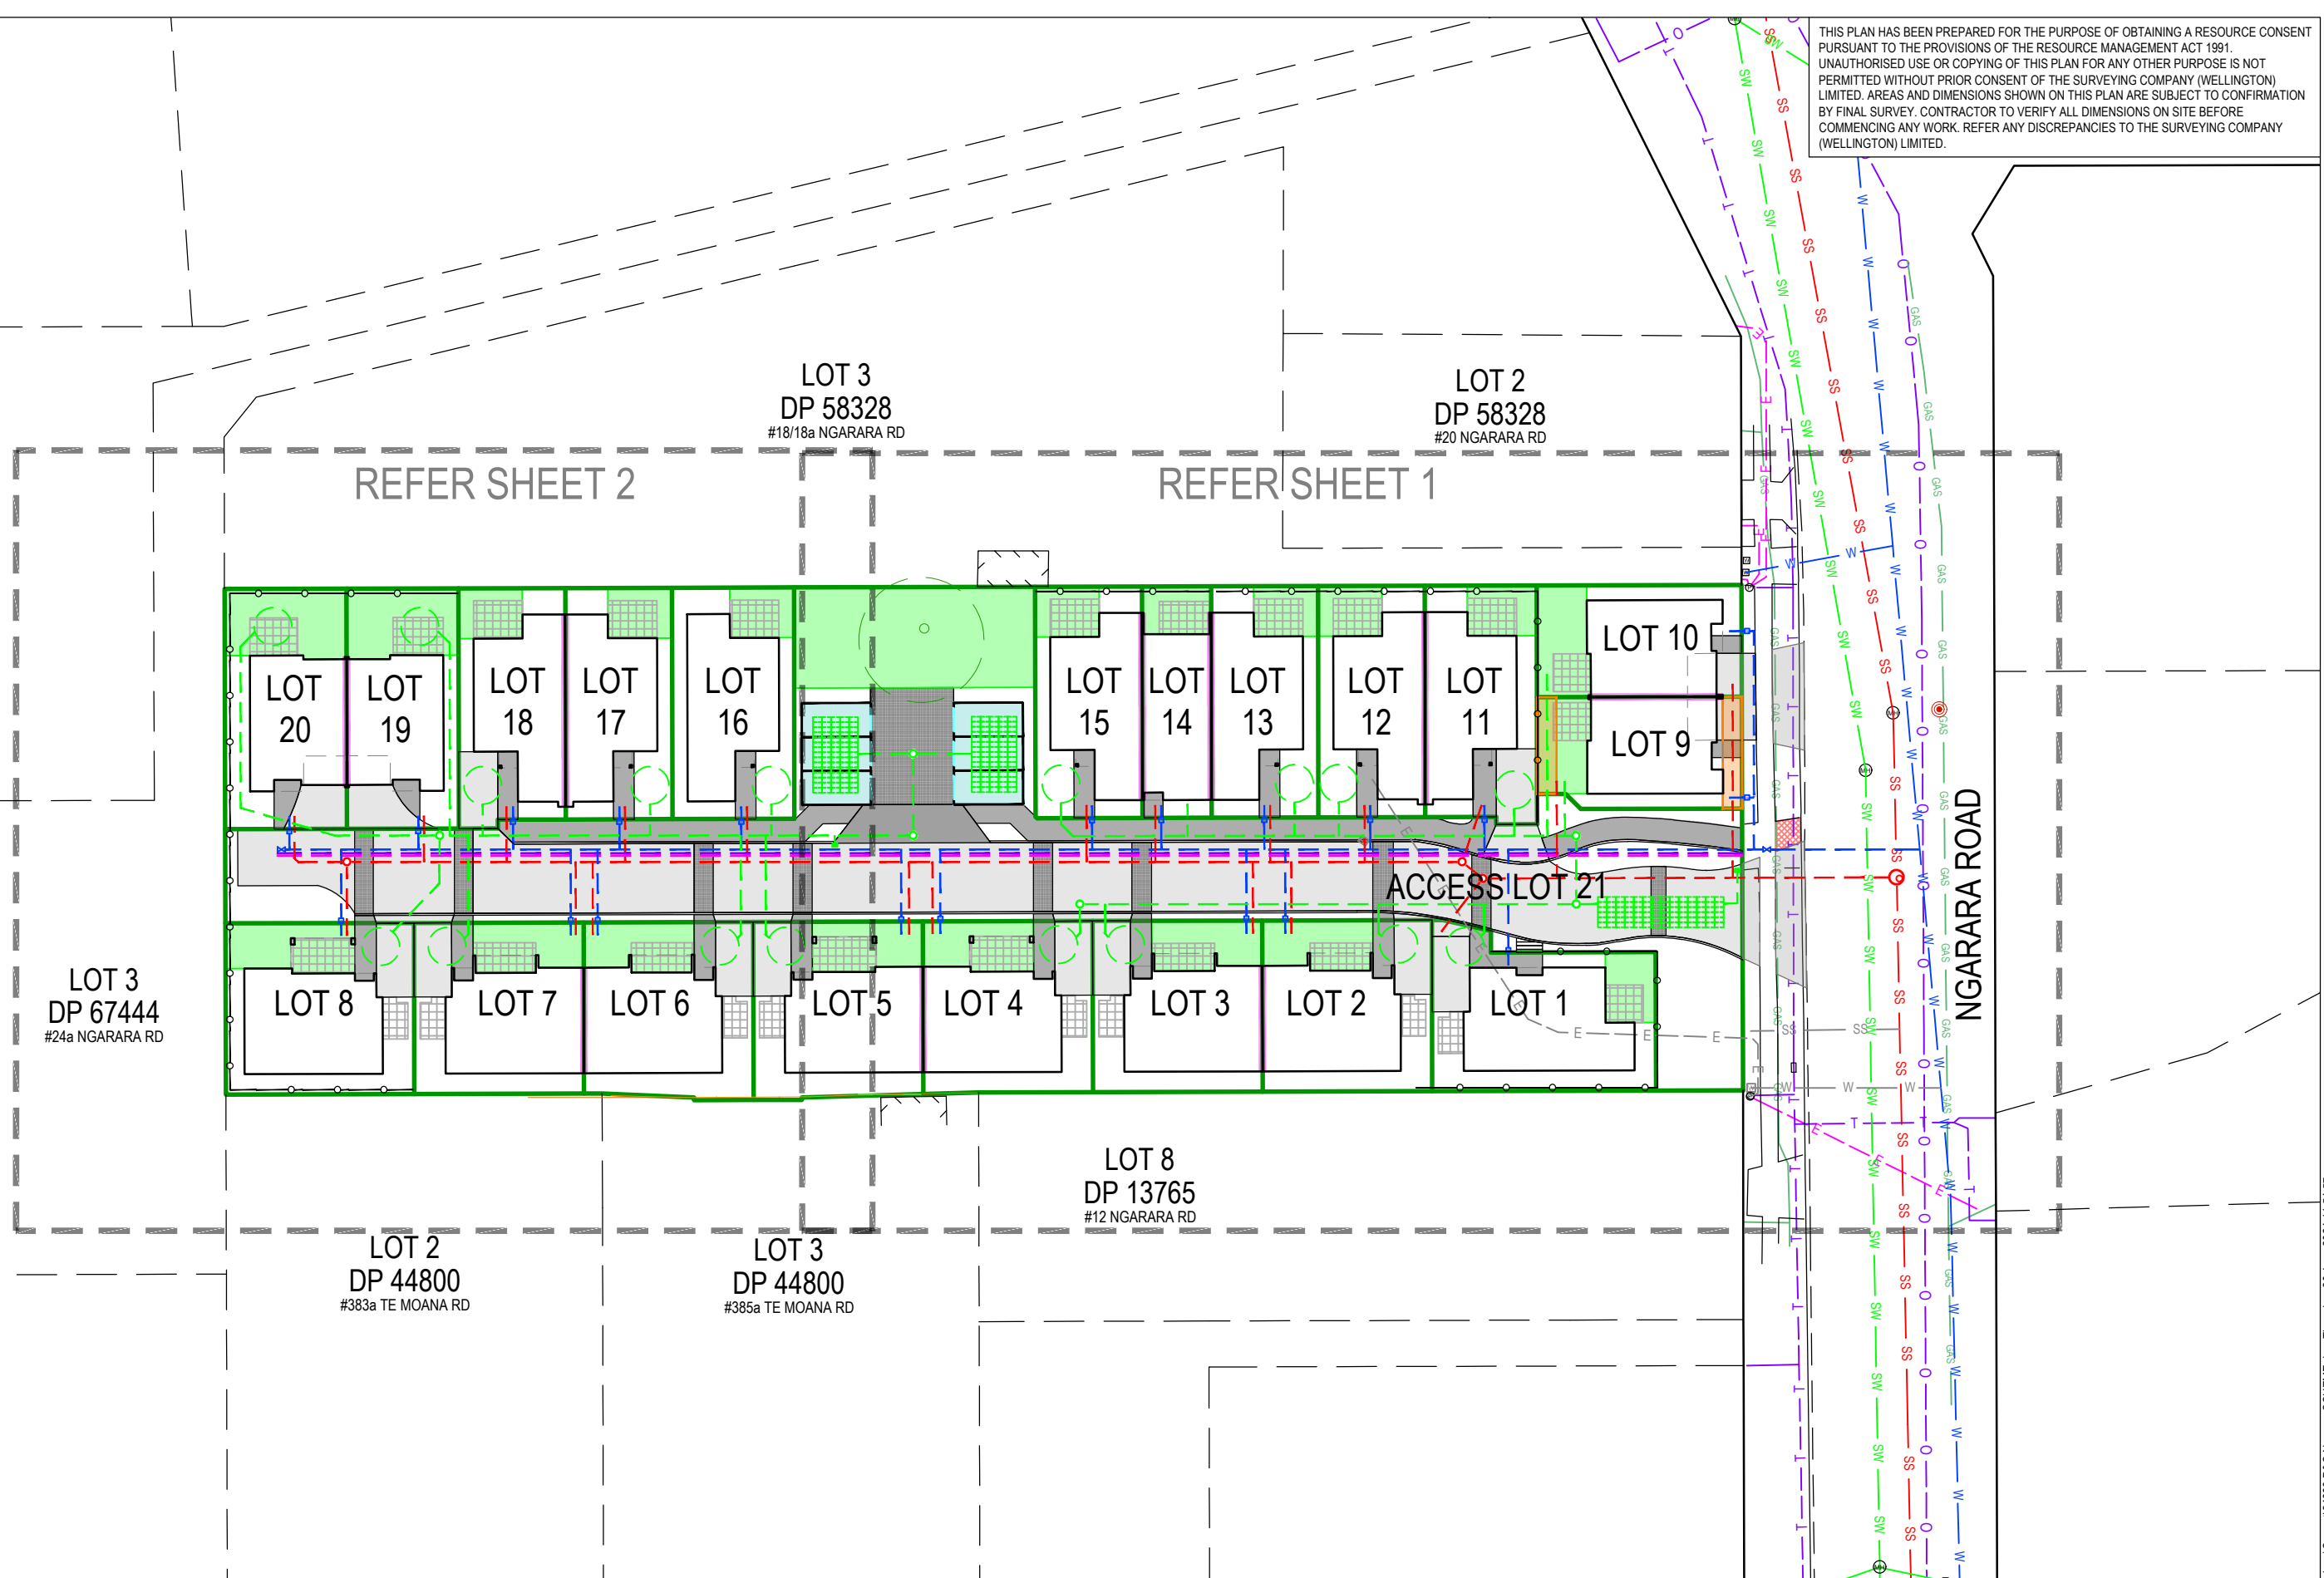 THIS PLAN HAS BEEN PREPARED FOR THE PURPOSE OF OBTAINING A RESOURCE CONSENT
PURSUANT TO THE PROVISIONS OF THE RESOURCE MANAGEMENT ACT 1991.
UNAUTHORISED USE OR COPYING OF THIS PLAN FOR ANY OTHER PURPOSE IS NOT
PERMITTED WITHOUT PRIOR CONSENT OF THE SURVEYING COMPANY (WELLINGTON)
LIMITED. AREAS AND DIMENSIONS SHOWN ON THIS PLAN ARE SUBJECT TO CONFIRMATION
BY FINAL SURVEY. CONTRACTOR TO VERIFY ALL DIMENSIONS ON SITE BEFORE
COMMENCING ANY WORK. REFER ANY DISCREPANCIES TO THE SURVEYING COMPANY
(WELLINGTON) LIMITED.
LOT 3
DP 58328
#18/18a NGARARA RD
LOT 2
DP 58328
#20 NGARARA RD
REFER SHEET 2
REFER SHEET 1
LOT
20
LOT
19
LOT
18
LOT
17
LOT
16
LOT
15
LOT
14
LOT
13
LOT
12
LOT
11
LOT 10
LOT 9
ACCESS LOT 21
NGARARA ROAD
LOT 8
LOT 7
LOT 6
LOT 5
LOT 4
LOT 3
LOT 2
LOT 1
LOT 3
DP 67444
#24a NGARARA RD
LOT 8
DP 13765
#12 NGARARA RD
LOT 2
DP 44800
#383a TE MOANA RD
LOT 3
DP 44800
#385a TE MOANA RD